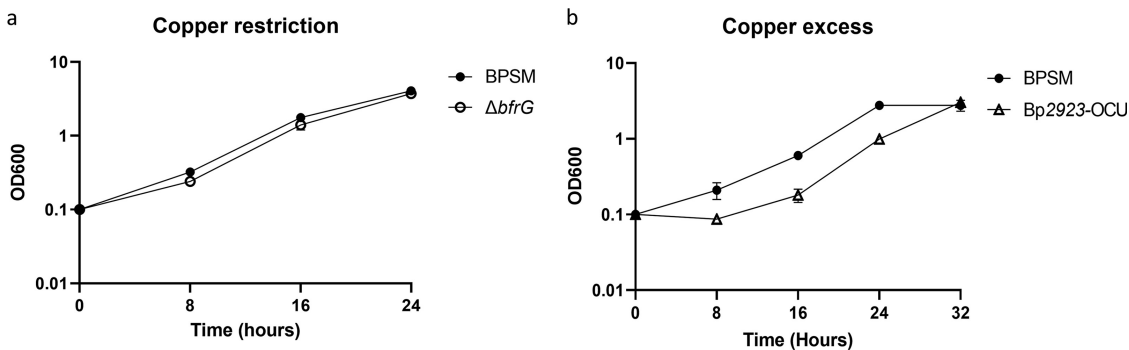 a
Copper restriction
10
1
0.1
0.01
OD600
0 8 16 24
Time (hours)
BPSM
ΔbfrG
b
Copper excess
10
1
0.1
0.01
OD600
0 8 16 24 32
Time (Hours)
BPSM
Bp2923-OCU